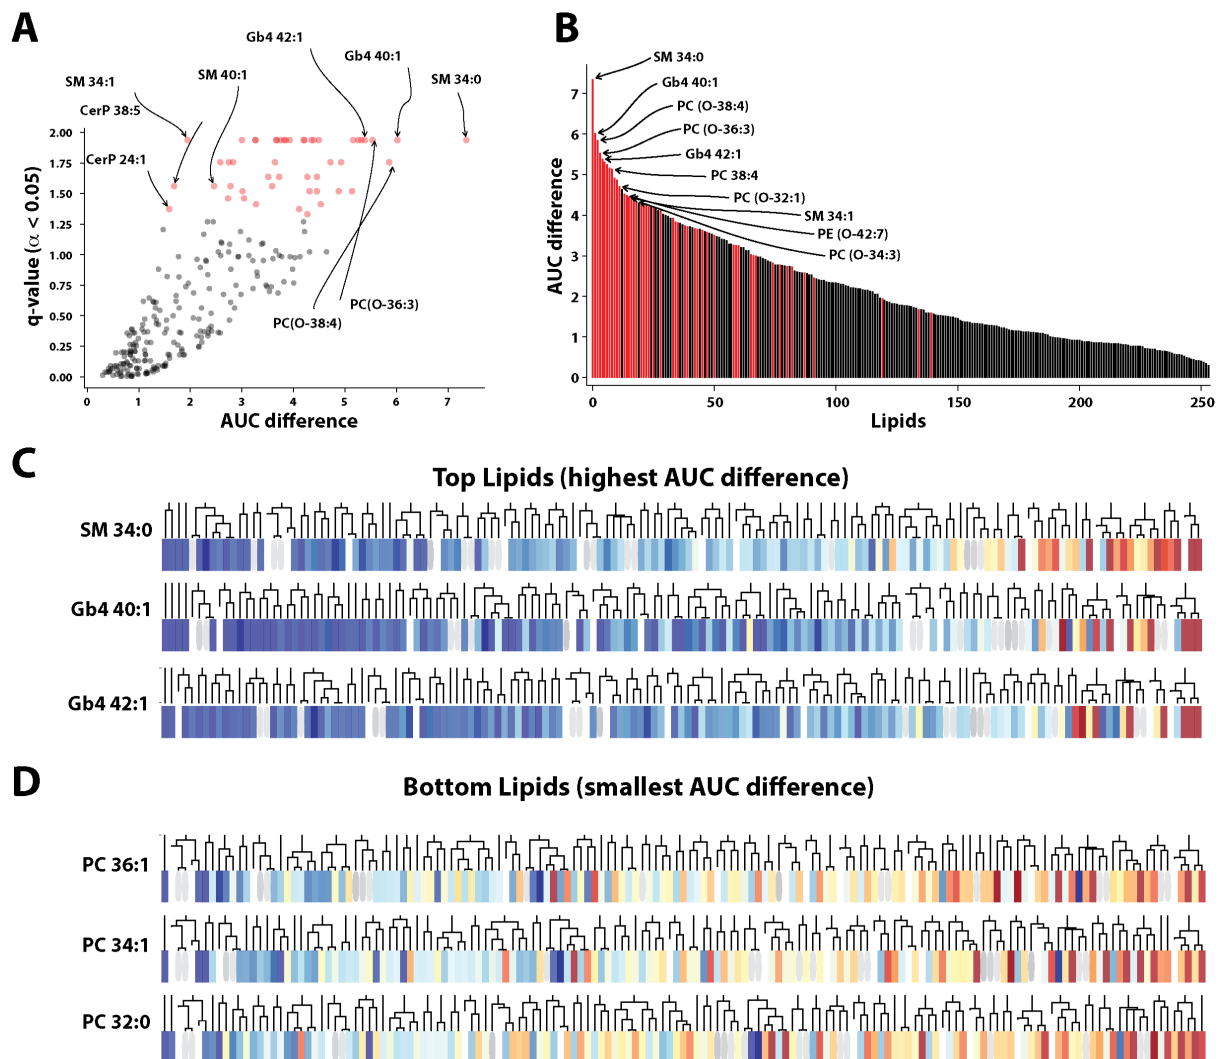 A
Gb4 42:1
Gb4 40:1
SM 34:1
SM 40:1
SM 34:0
CerP 38:5
CerP 24:1
2.00
1.75
1.50
1.25
1.00
0.75
0.50
0.25
0.00
q-value (α < 0.05)
PC(O-36:3)
PC(O-38:4)
0 1 2 3 4 5 6 7
AUC difference
B
SM 34:0
Gb4 40:1
PC (O-38:4)
PC (O-36:3)
Gb4 42:1
PC 38:4
PC (O-32:1)
SM 34:1
PE (O-42:7)
PC (O-34:3)
7
6
5
4
3
2
1
0
AUC difference
0 50 100 150 200 250
Lipids
C
Top Lipids (highest AUC difference)
SM 34:0
Gb4 40:1
Gb4 42:1
D
Bottom Lipids (smallest AUC difference)
PC 36:1
PC 34:1
PC 32:0